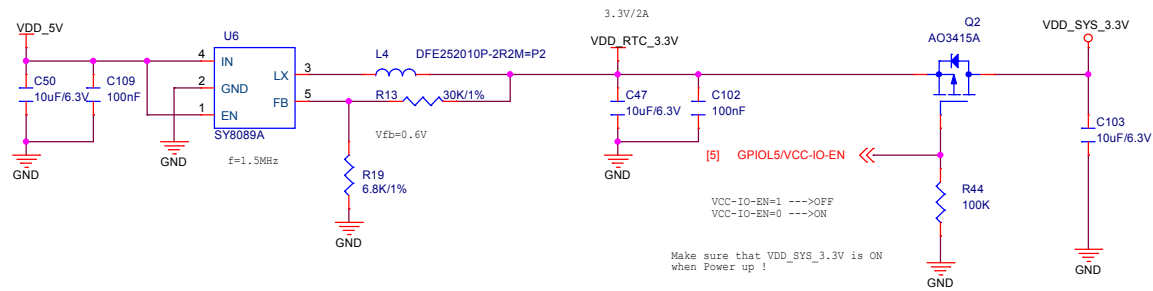 3.3V/2A
VDD_5V
U6
L4
DFE252010P-2R2M=P2
VDD_RTC_3.3V
Q2
AO3415A
VDD_SYS_3.3V
4
IN
2
GND
1
EN
LX
3
FB
5
SY8089A
C50
10uF/6.3V
C109
100nF
R13
30K/1%
C47
10uF/6.3V
C102
100nF
C103
10uF/6.3V
Vfb=0.6V
f=1.5MHz
GND
GND
GND
R19
6.8K/1%
GND
[5] GPIOL5/VCC-IO-EN
R44
100K
VCC-IO-EN=1 --->OFF
VCC-IO-EN=0 --->ON
Make sure that VDD_SYS_3.3V is ON
when Power up !
GND
GND